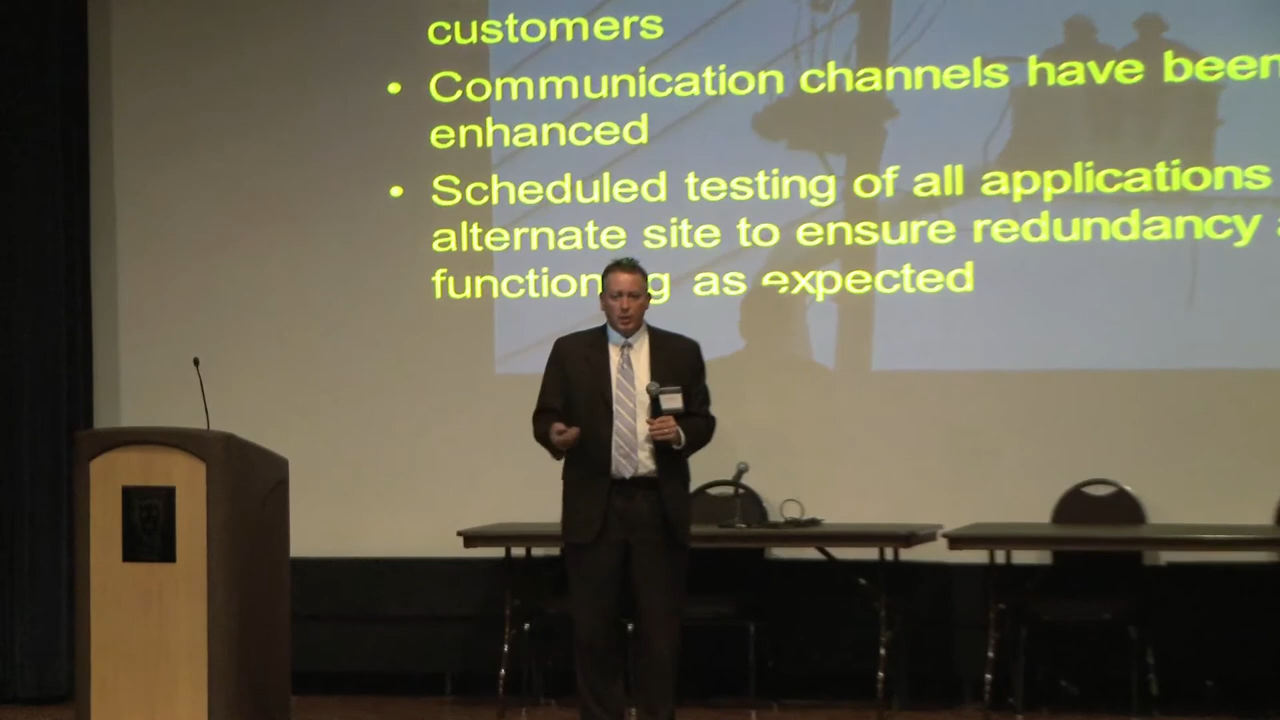 customers
• Communication channels have been
enhanced
• Scheduled testing of all applications
alternate site to ensure redundancy
functioning as expected